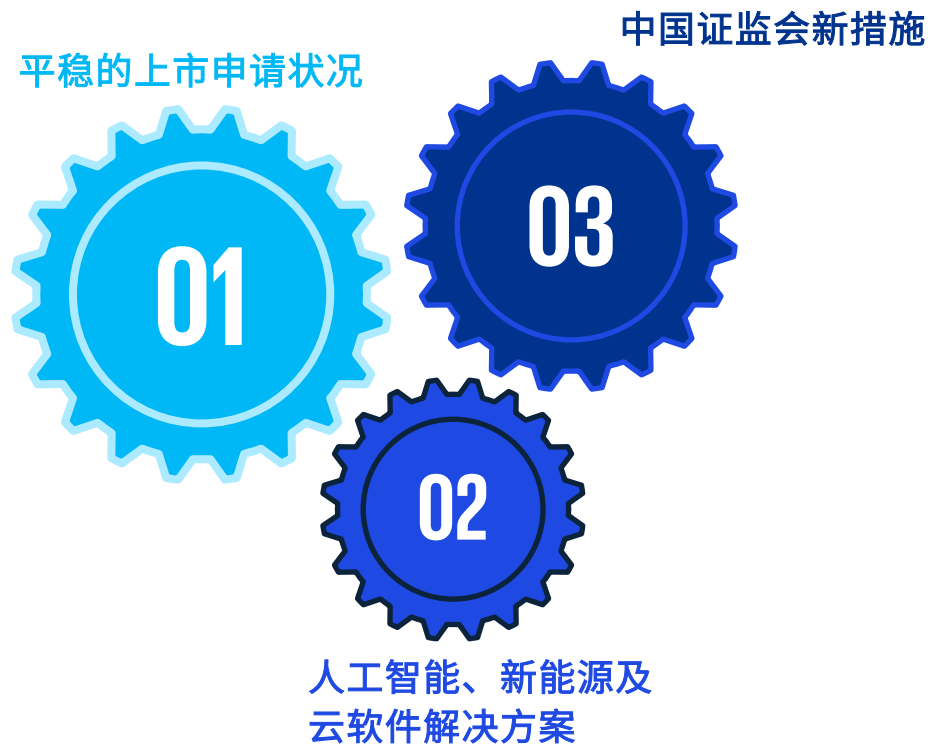 中国证监会新措施
平稳的上市申请状况
03
01
02
人工智能、新能源及
云软件解决方案